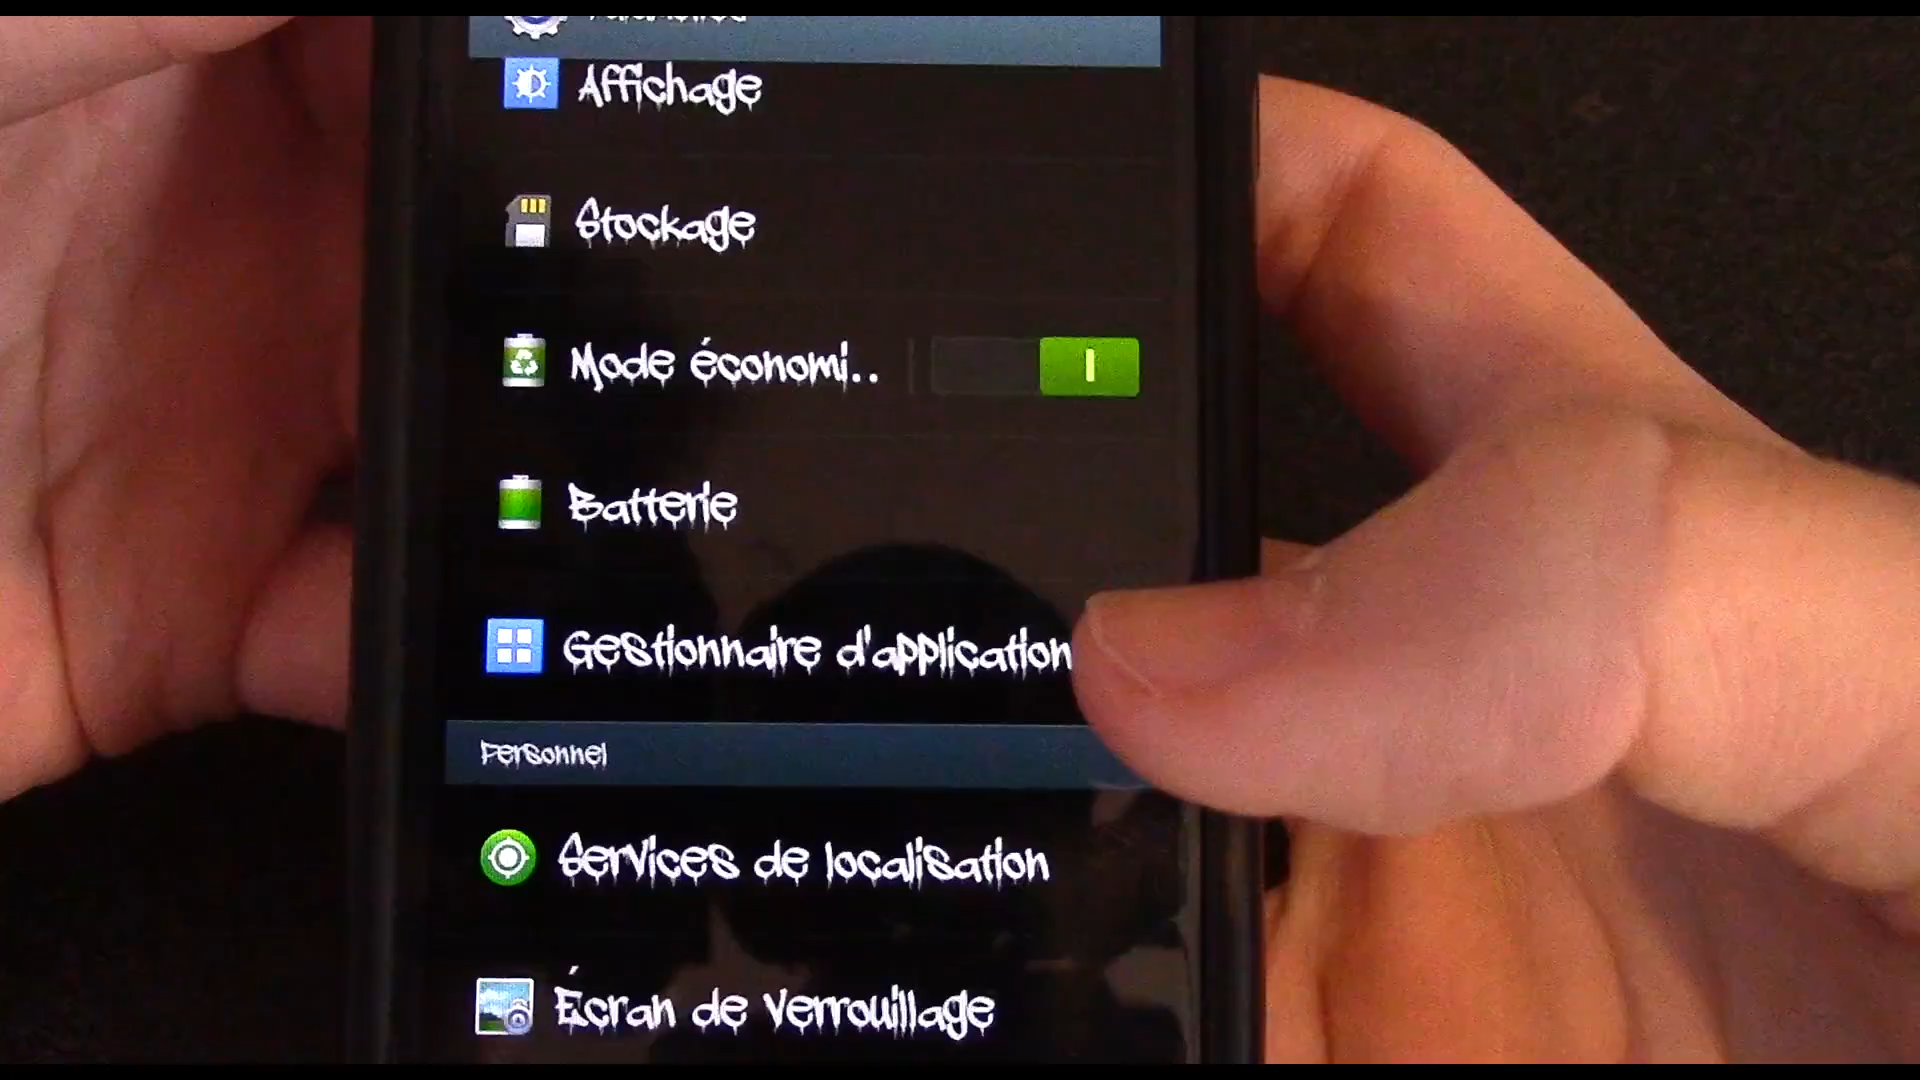 Affichage
Stockage
Mode économi..
Batterie
Gestionnaire d'application
Personnel
Services de localisation
Écran de verrouillage